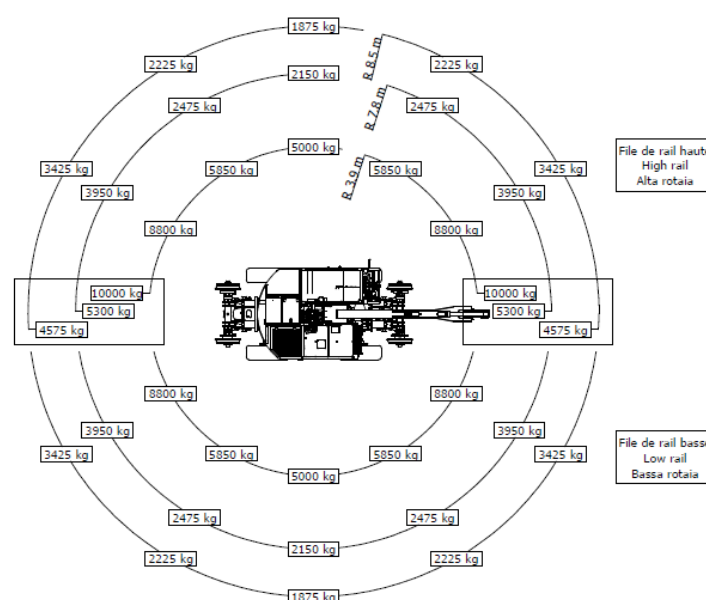 1875 kg
R 8.5 m
2225 kg
2225 kg
2150 kg
R 7.8 m
2475 kg
2475 kg
5000 kg
R 3.9 m
3425 kg
5850 kg
5850 kg
3425 kg
File de rail haute
High rail
Alta rotaia
3950 kg
3950 kg
8800 kg
8800 kg
10000 kg
10000 kg
5300 kg
5300 kg
4575 kg
4575 kg
8800 kg
8800 kg
3950 kg
3950 kg
3425 kg
5850 kg
5850 kg
3425 kg
File de rail basse
Low rail
Bassa rotaia
5000 kg
2475 kg
2475 kg
2150 kg
2225 kg
2225 kg
1875 kg